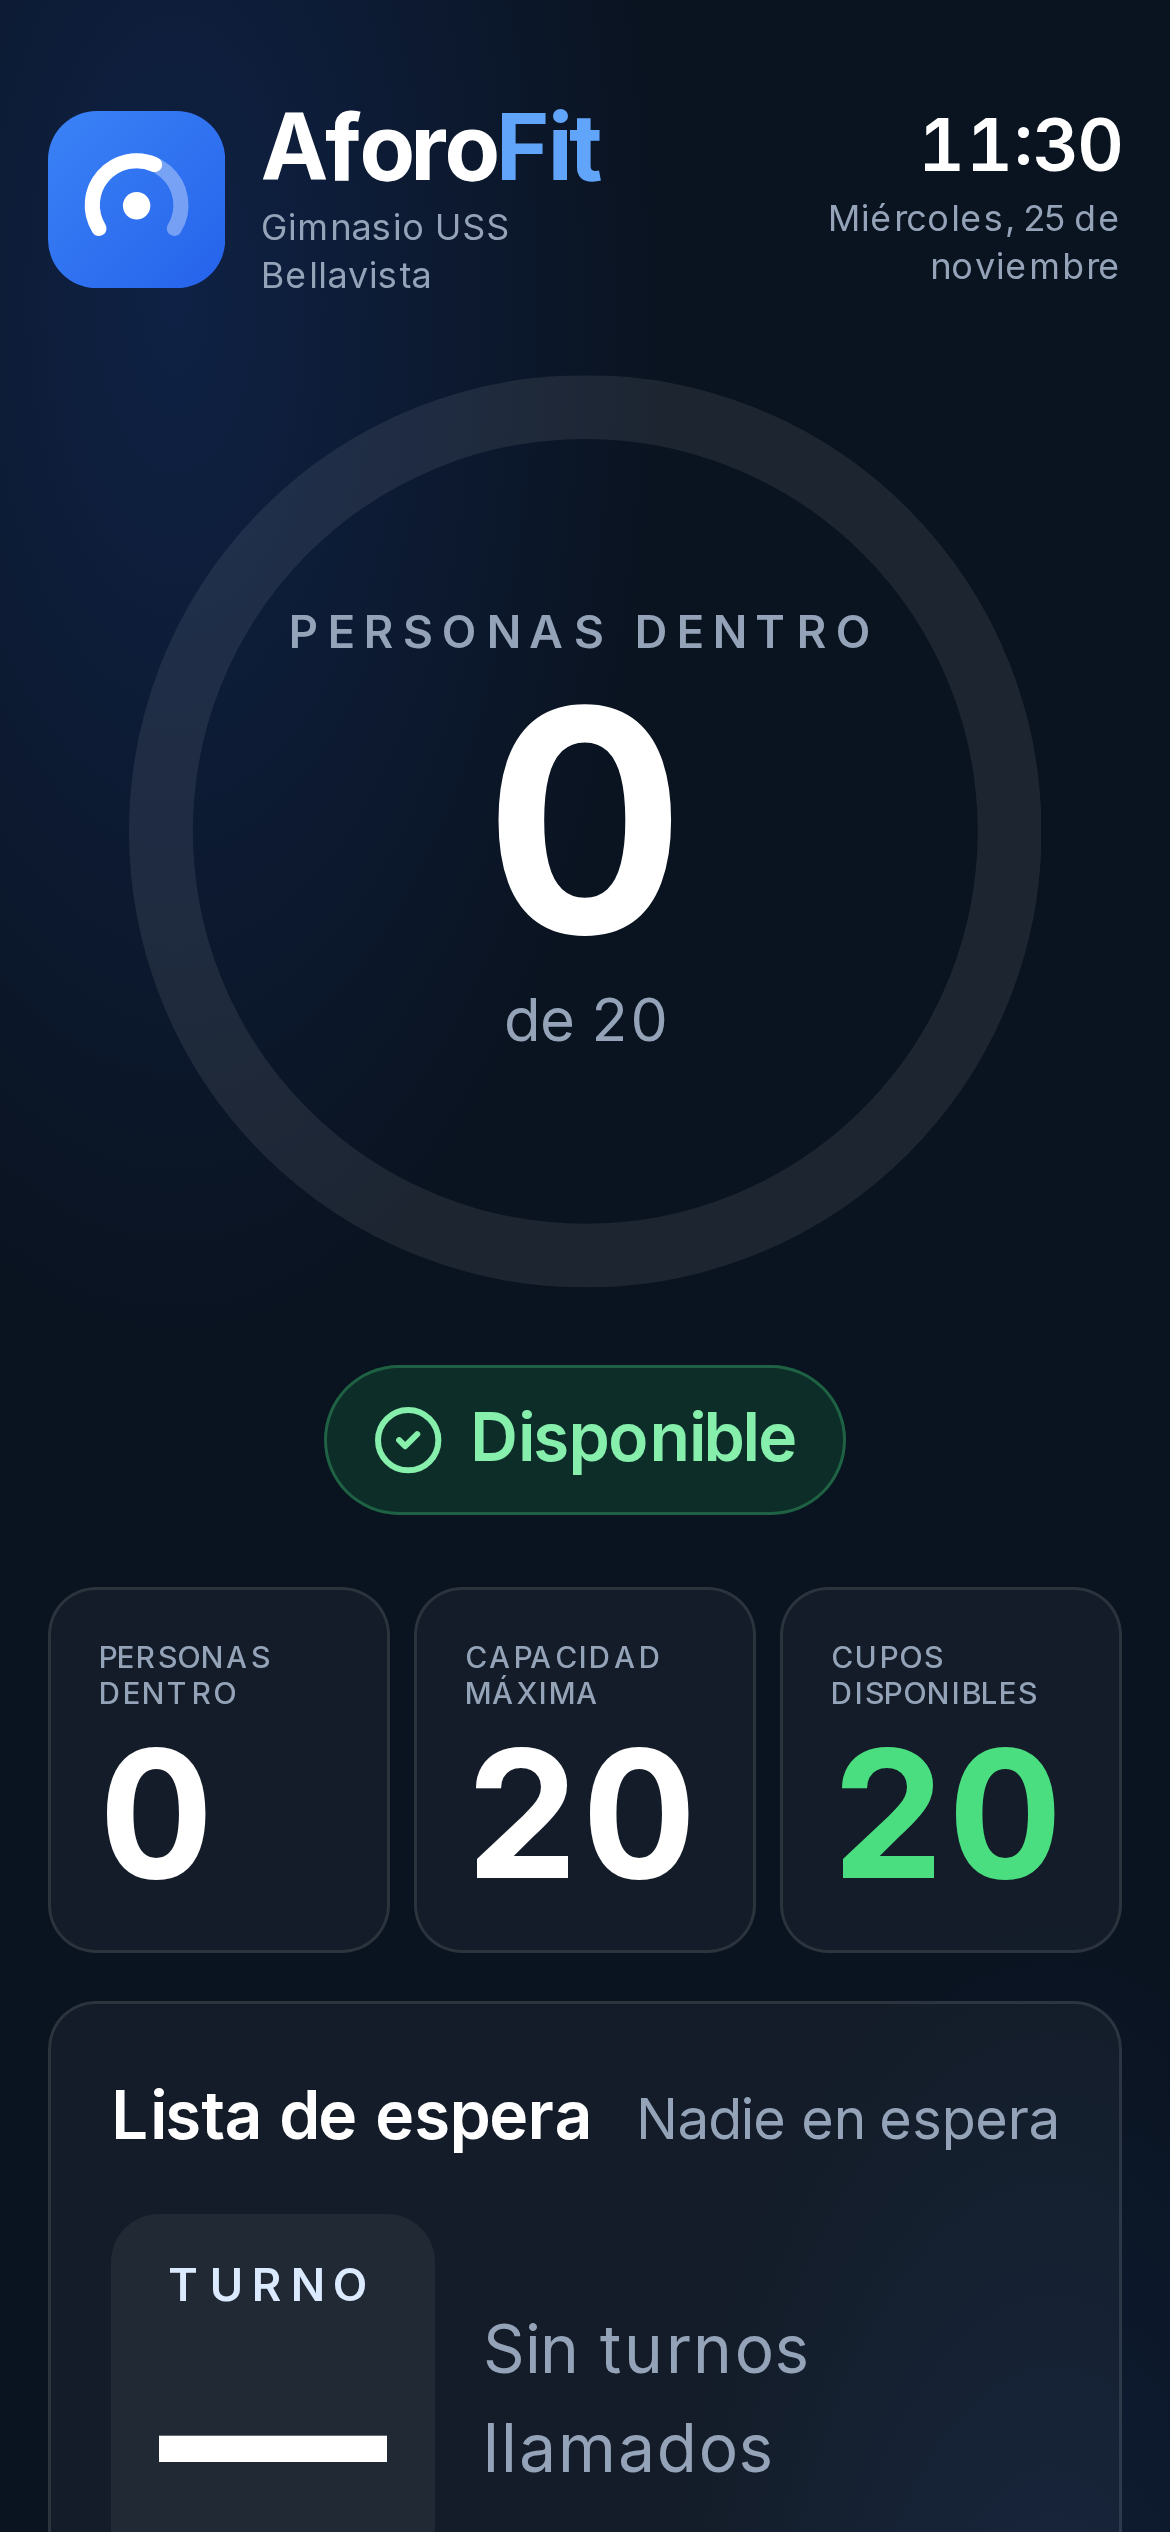 AforoFit
Gimnasio USS
Bellavista
11:30
Miércoles, 25 de
noviembre
PERSONAS DENTRO
0
de 20
Disponible
PERSONAS
DENTRO
0
CAPACIDAD
MÁXIMA
20
CUPOS
DISPONIBLES
20
Lista de espera
Nadie en espera
TURNO
—
Sin turnos
llamados